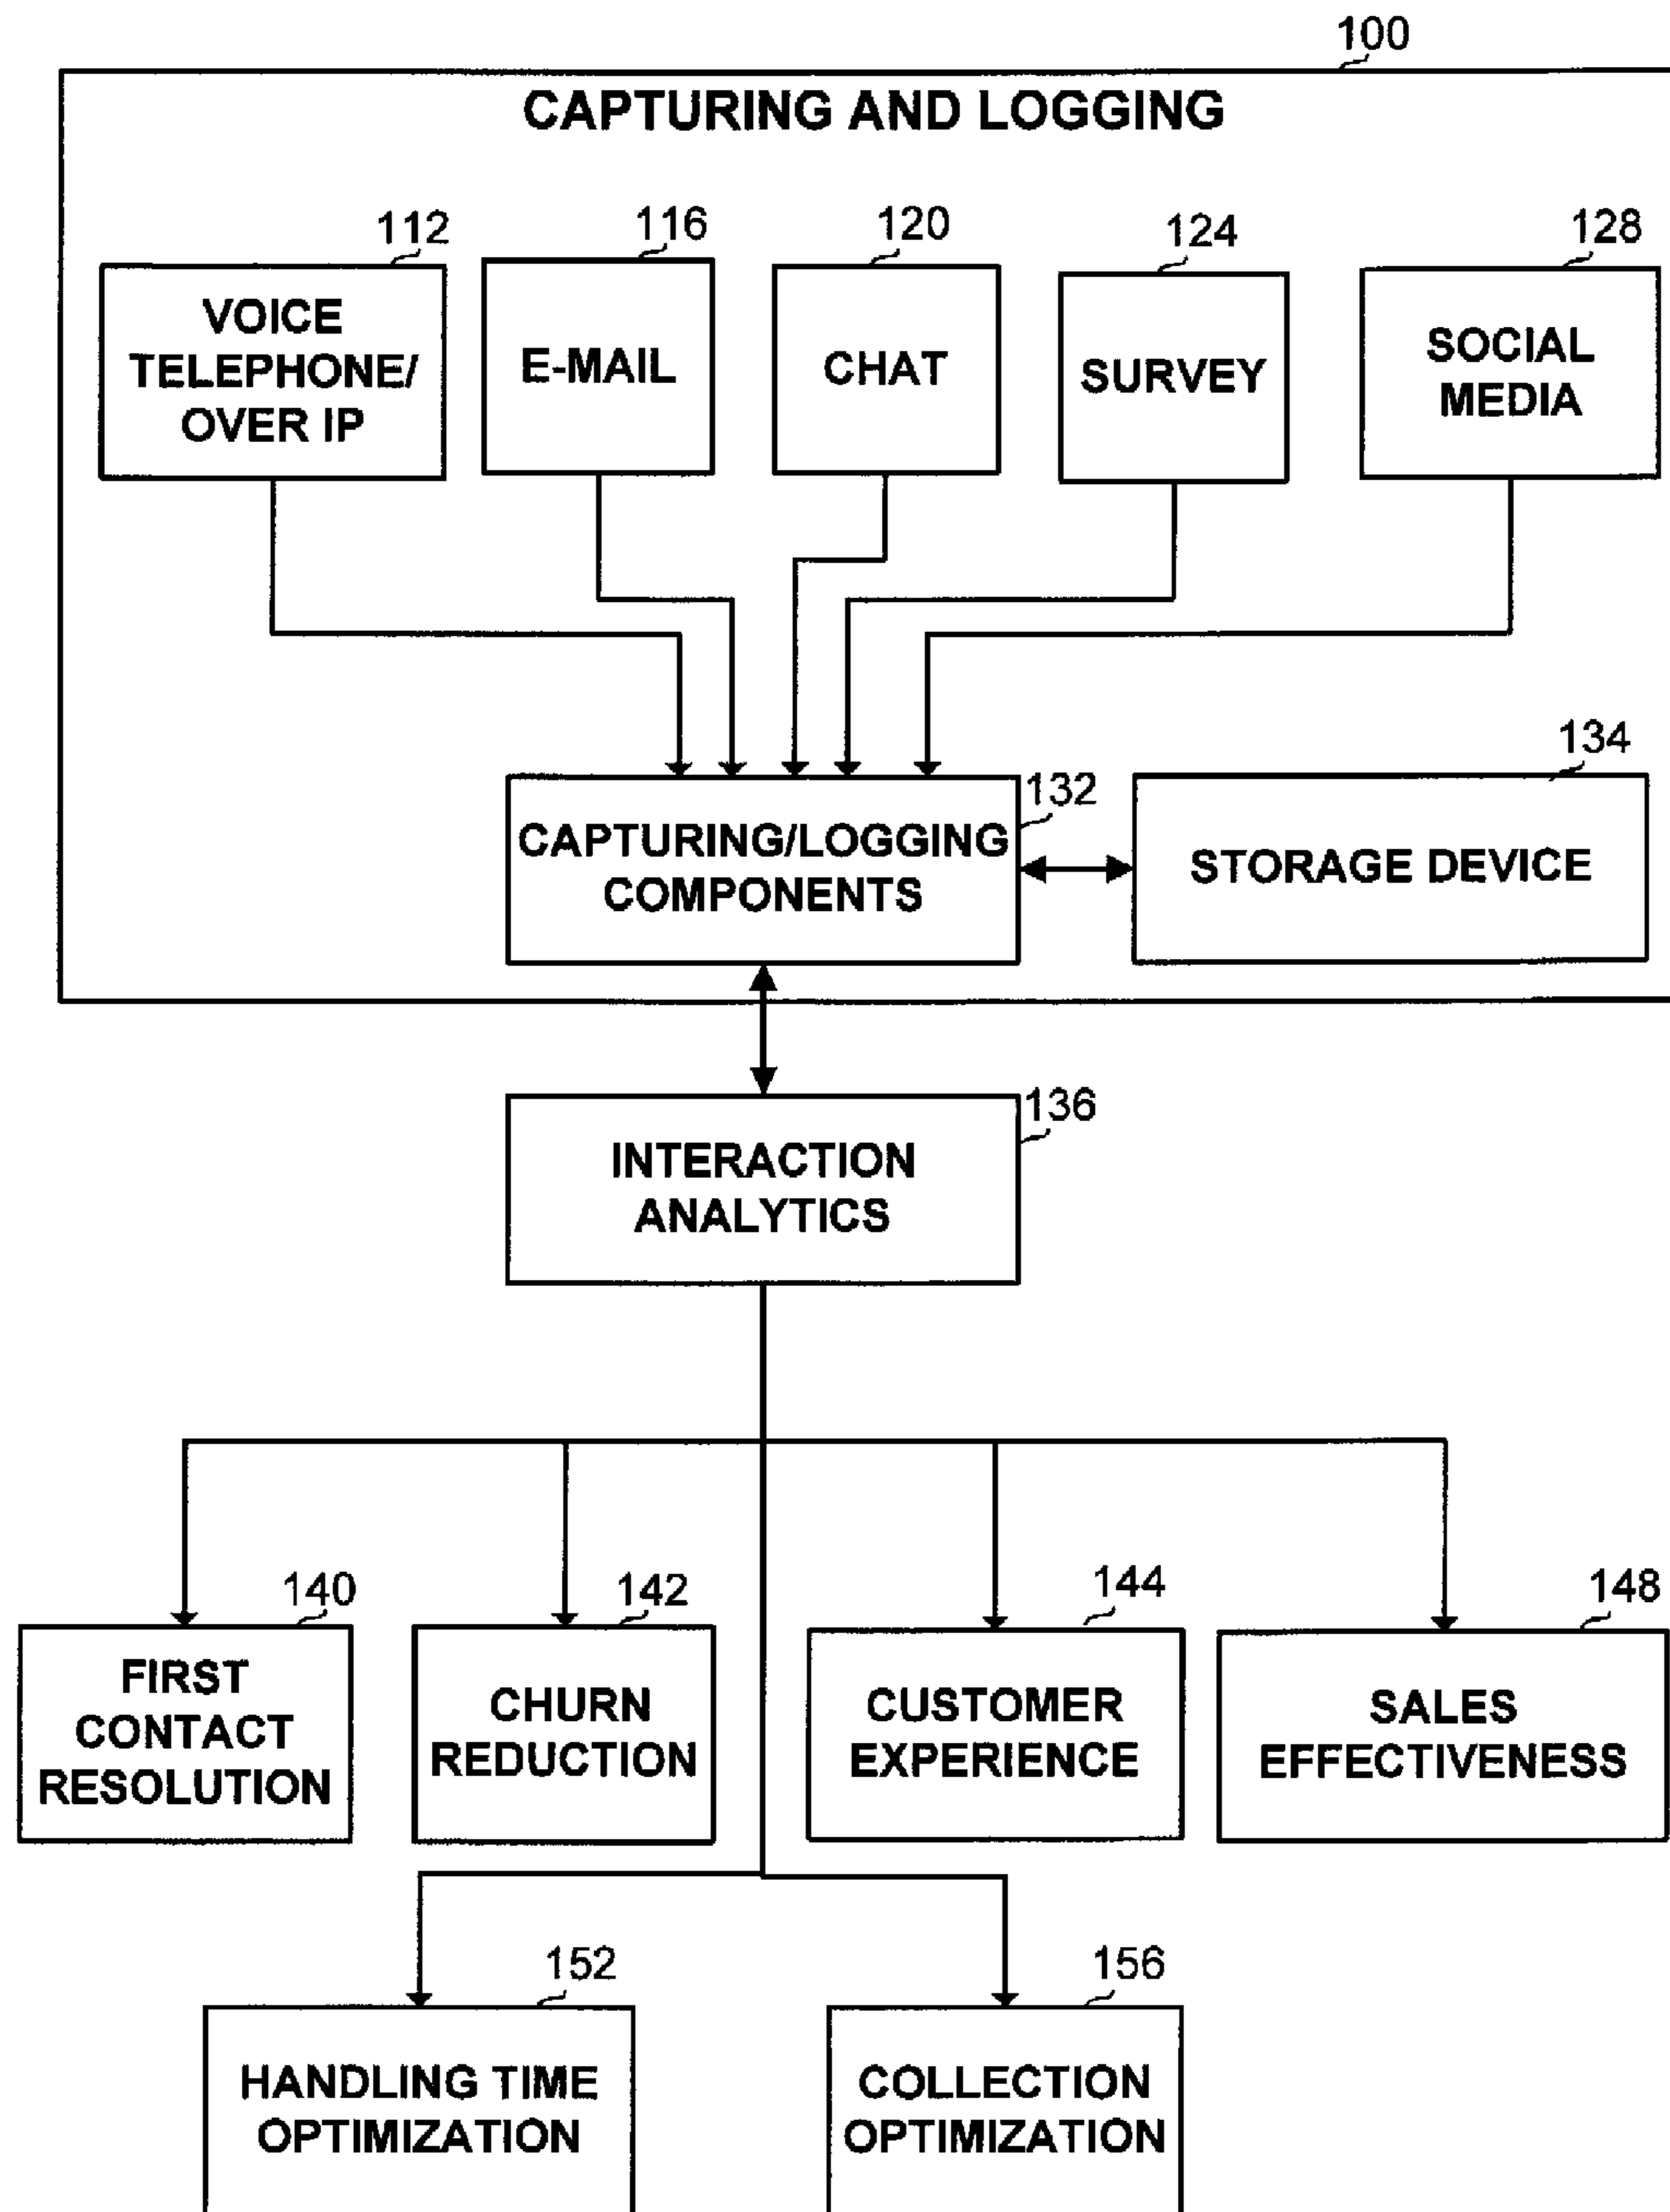 100
CAPTURING AND LOGGING
112
116
120
124
128
VOICE
TELEPHONE/
OVER IP
E-MAIL
CHAT
SURVEY
SOCIAL
MEDIA
132
134
CAPTURING/LOGGING
COMPONENTS
STORAGE DEVICE
136
INTERACTION
ANALYTICS
140
142
144
148
FIRST
CONTACT
RESOLUTION
CHURN
REDUCTION
CUSTOMER
EXPERIENCE
SALES
EFFECTIVENESS
152
156
HANDLING TIME
OPTIMIZATION
COLLECTION
OPTIMIZATION